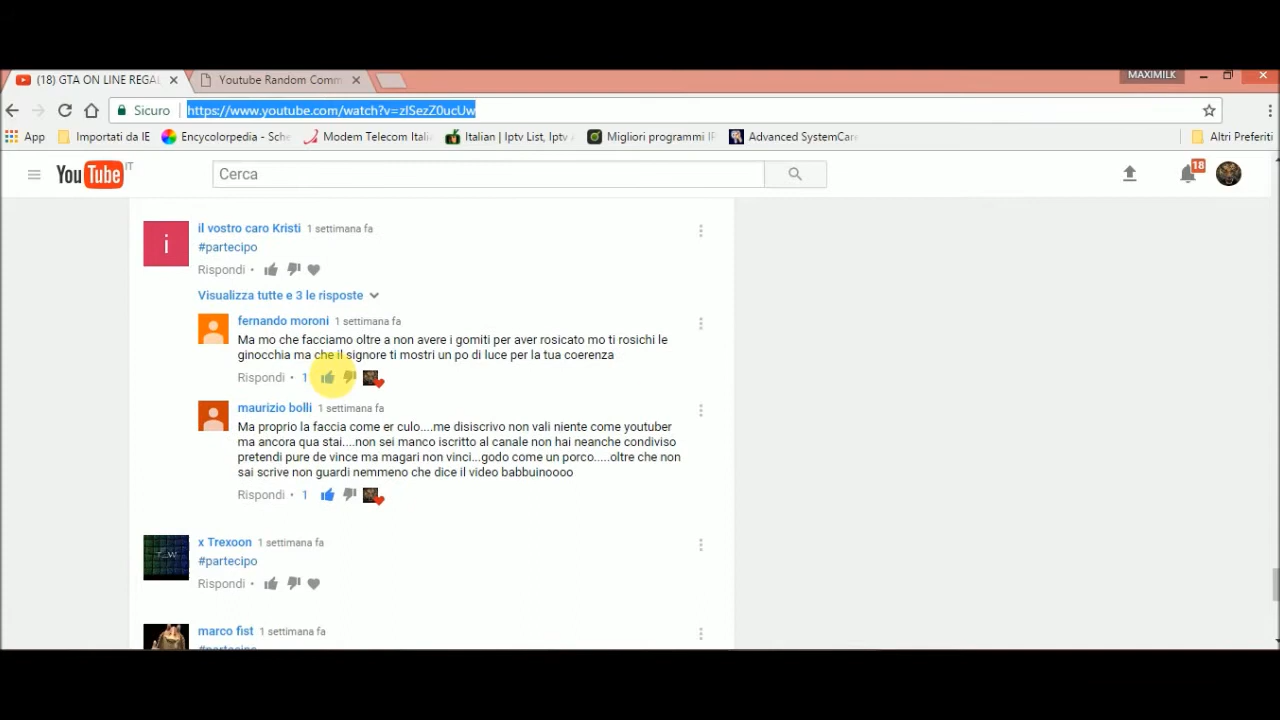 MAXIMILK
(18) GTA ON LINE REGAL
Youtube Random Comm
Sicuro
https://www.youtube.com/watch?v=zlSezZ0ucUw
App
Importati da IE
Encycolorpedia - Sche
Modem Telecom Itali
Italian | Iptv List, Iptv
Migliori programmi IP
Advanced SystemCare
Altri Preferiti
YouTube IT
Cerca
18
i
il vostro caro Kristi 1 settimana fa
#partecipo
Rispondi •
Visualizza tutte e 3 le risposte
fernando moroni 1 settimana fa
Ma mo che facciamo oltre a non avere i gomiti per aver rosicato mo ti rosichi le
ginocchia ma che il signore ti mostri un po di luce per la tua coerenza
Rispondi • 1
maurizio bolli 1 settimana fa
Ma proprio la faccia come er culo....me disiscrivo non vali niente come youtuber
ma ancora qua stai....non sei manco iscritto al canale non hai neanche condiviso
pretendi pure de vince ma magari non vinci...godo come un porco.....oltre che non
sai scrive non guardi nemmeno che dice il video babbuinoooo
Rispondi • 1
T_W
x Trexoon 1 settimana fa
#partecipo
Rispondi •
marco fist 1 settimana fa
#partecipo